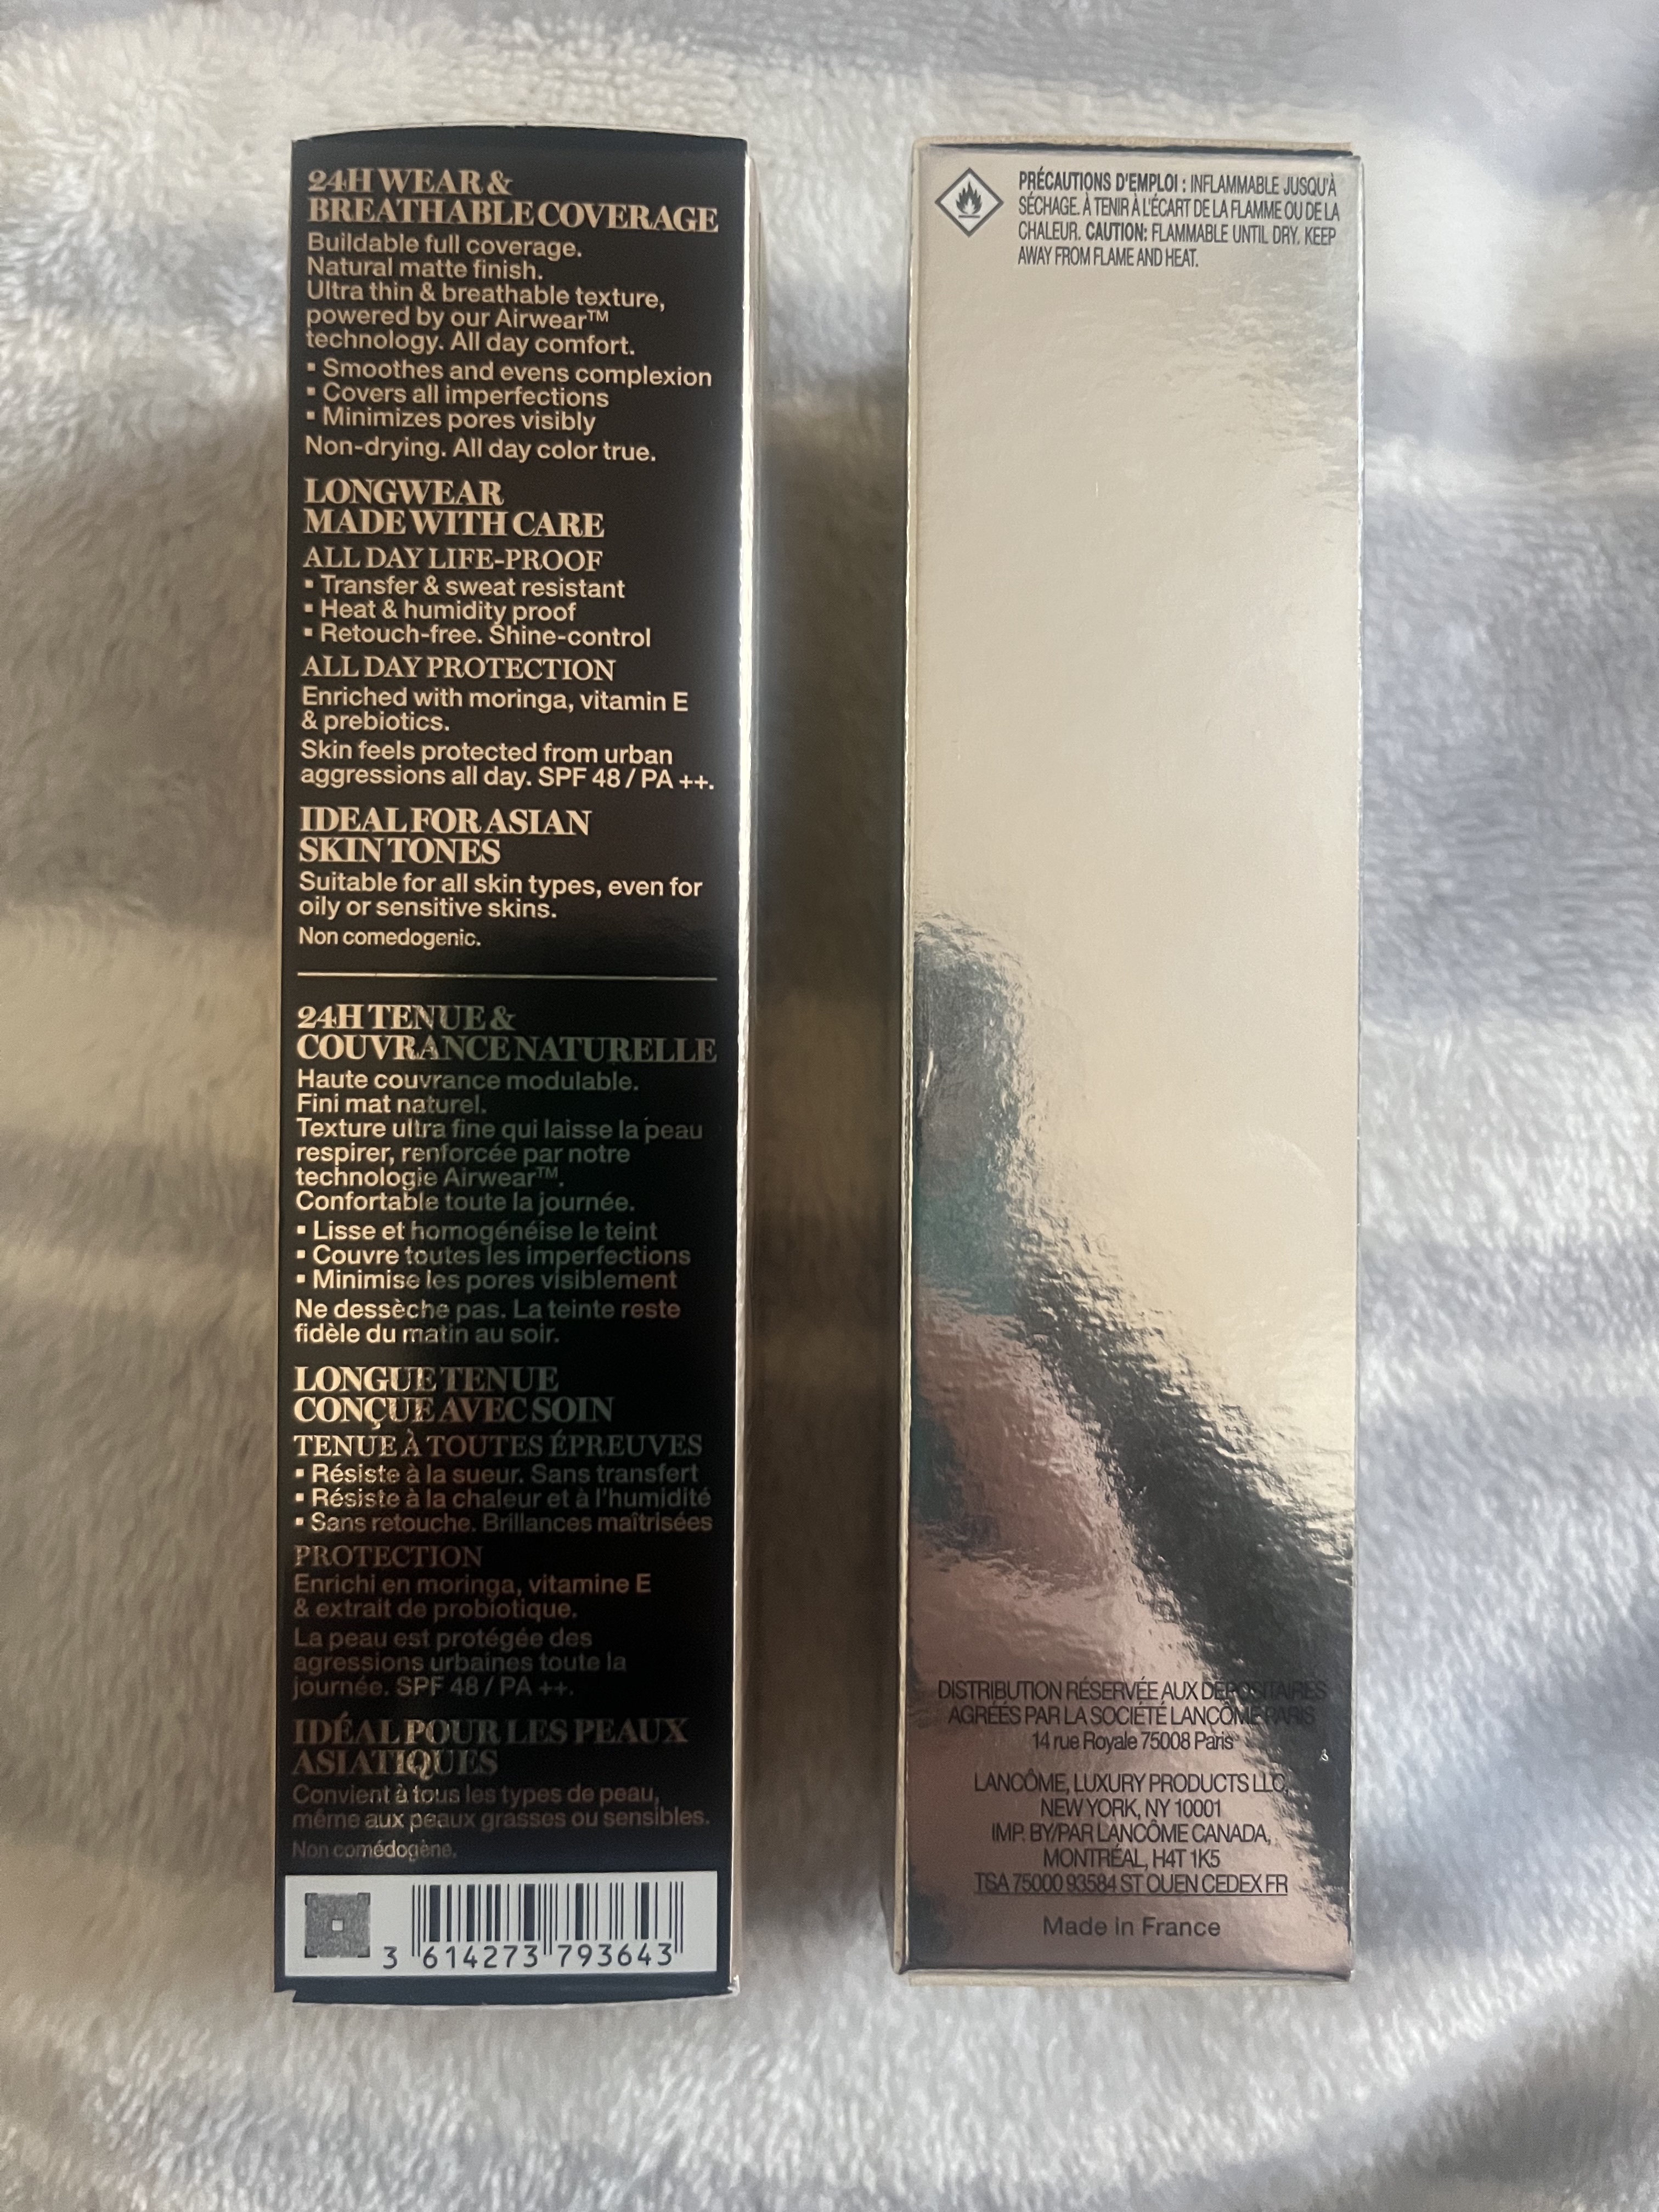 24H WEAR &
BREATHABLE COVERAGE
Buildable full coverage.
Natural matte finish.
Ultra thin & breathable texture,
powered by our Airwear™
technology. All day comfort.
▪ Smoothes and evens complexion
▪ Covers all imperfections
▪ Minimizes pores visibly
Non-drying. All day color true.
LONGWEAR
MADE WITH CARE
ALL DAY LIFE-PROOF
▪ Transfer & sweat resistant
▪ Heat & humidity proof
▪ Retouch-free. Shine-control
ALL DAY PROTECTION
Enriched with moringa, vitamin E
& prebiotics.
Skin feels protected from urban
aggressions all day. SPF 48 / PA ++.
IDEAL FOR ASIAN
SKIN TONES
Suitable for all skin types, even for
oily or sensitive skins.
Non comedogenic.
24H TENUE &
COUVRANCE NATURELLE
Haute couvrance modulable.
Fini mat naturel.
Texture ultra fine qui laisse la peau
respirer, renforcée par notre
technologie Airwear™.
Confortable toute la journée.
▪ Lisse et homogénéise le teint
▪ Couvre toutes les imperfections
▪ Minimise les pores visiblement
Ne dessèche pas. La teinte reste
fidèle du matin au soir.
LONGUE TENUE
CONÇUE AVEC SOIN
TENUE À TOUTES ÉPREUVES
▪ Résiste à la sueur. Sans transfert
▪ Résiste à la chaleur et à l'humidité
▪ Sans retouche. Brillances maîtrisées
PROTECTION
Enrichi en moringa, vitamine E
& extrait de probiotique.
La peau est protégée des
agressions urbaines toute la
journée. SPF 48 / PA ++.
IDÉAL POUR LES PEAUX
ASIATIQUES
Convient à tous les types de peau,
même aux peaux grasses ou sensibles.
Non comédogène.
3 614273 793643
PRÉCAUTIONS D'EMPLOI : INFLAMMABLE JUSQU'À
SÉCHAGE. À TENIR À L'ÉCART DE LA FLAMME OU DE LA
CHALEUR. CAUTION: FLAMMABLE UNTIL DRY. KEEP
AWAY FROM FLAME AND HEAT.
DISTRIBUTION RÉSERVÉE AUX DÉPOSITAIRES
AGRÉÉS PAR LA SOCIÉTÉ LANCÔME PARIS
14 rue Royale 75008 Paris
LANCÔME, LUXURY PRODUCTS LLC,
NEW YORK, NY 10001
IMP. BY/PAR LANCÔME CANADA,
MONTRÉAL, H4T 1K5
TSA 75000 93584 ST OUEN CEDEX FR
Made in France